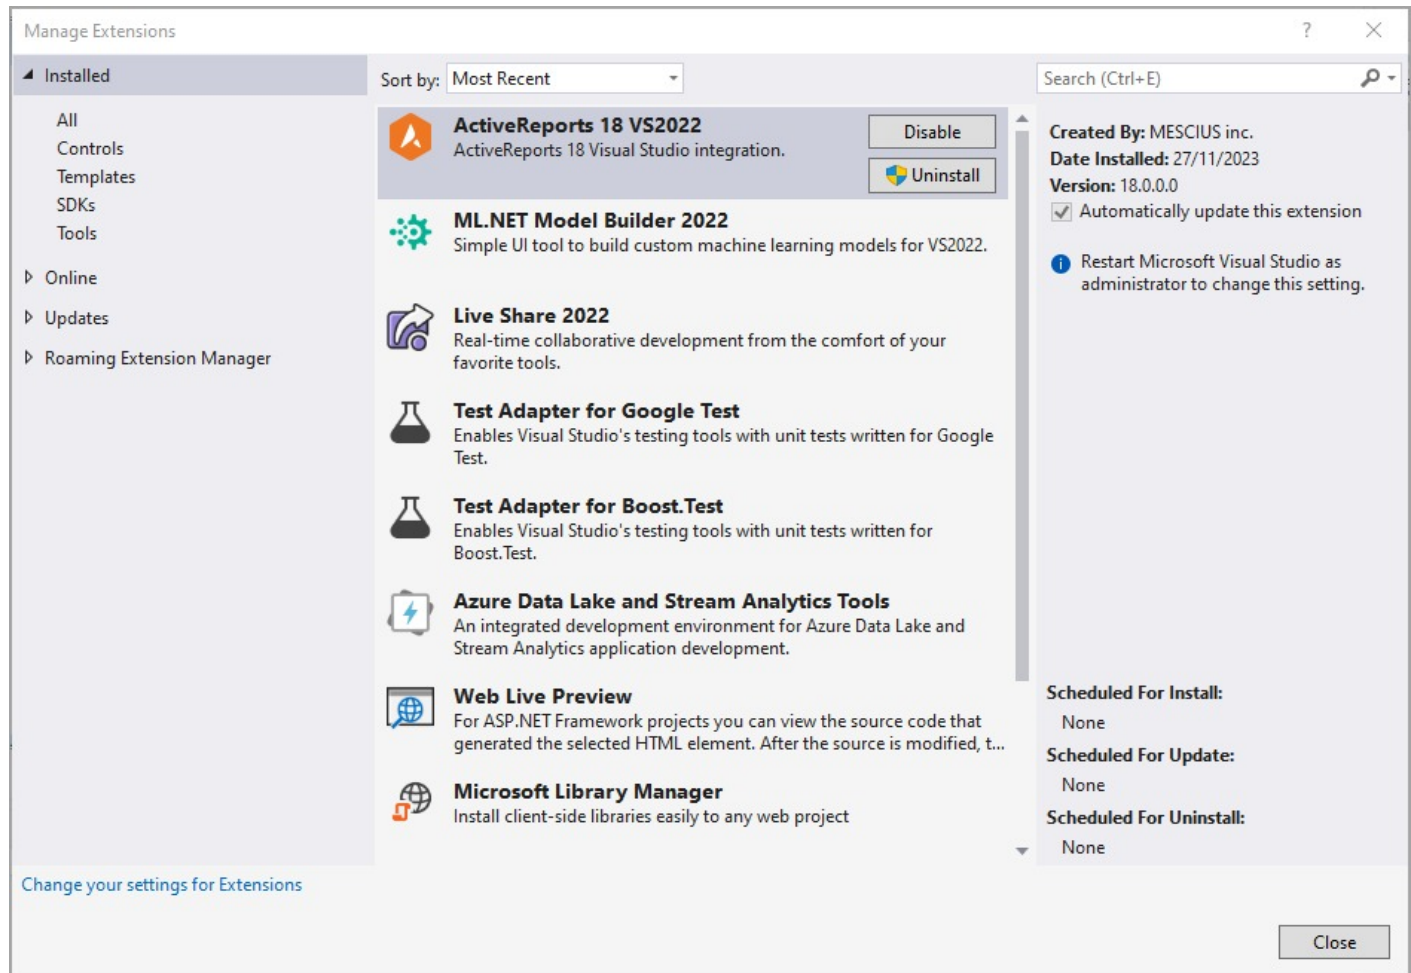 Manage Extensions
?
Installed
All
Controls
Templates
SDKs
Tools
Online
Updates
Roaming Extension Manager
Sort by: Most Recent
ActiveReports 18 VS2022
ActiveReports 18 Visual Studio integration.
Disable
Uninstall
ML.NET Model Builder 2022
Simple UI tool to build custom machine learning models for VS2022.
Live Share 2022
Real-time collaborative development from the comfort of your
favorite tools.
Test Adapter for Google Test
Enables Visual Studio's testing tools with unit tests written for Google
Test.
Test Adapter for Boost.Test
Enables Visual Studio's testing tools with unit tests written for
Boost.Test.
Azure Data Lake and Stream Analytics Tools
An integrated development environment for Azure Data Lake and
Stream Analytics application development.
Web Live Preview
For ASP.NET Framework projects you can view the source code that
generated the selected HTML element. After the source is modified, t...
Microsoft Library Manager
Install client-side libraries easily to any web project
Search (Ctrl+E)
Created By: MESCIUS inc.
Date Installed: 27/11/2023
Version: 18.0.0.0
Automatically update this extension
Restart Microsoft Visual Studio as
administrator to change this setting.
Scheduled For Install:
None
Scheduled For Update:
None
Scheduled For Uninstall:
None
Change your settings for Extensions
Close